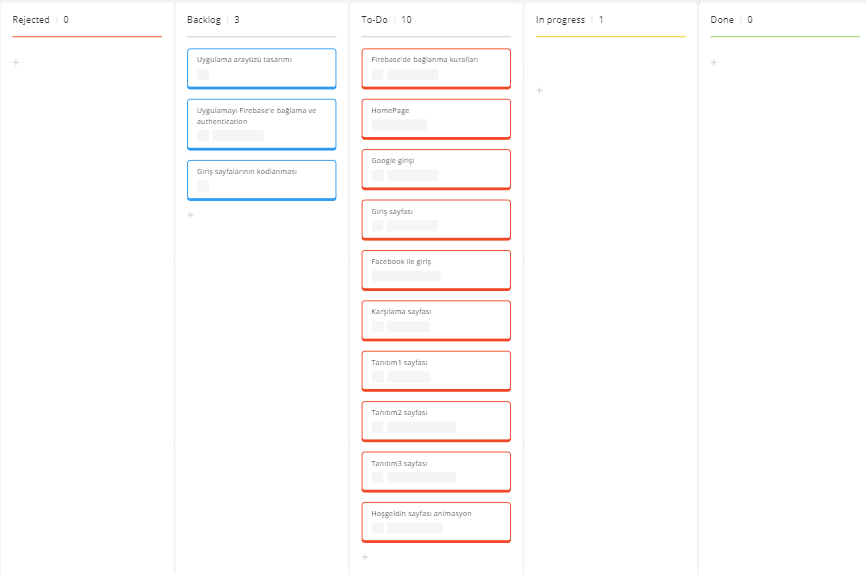 Rejected | 0
Backlog | 3
To-Do | 10
In progress | 1
Done | 0
+
Uygulama arayüzü tasarımı
Uygulamayı Firebase'e bağlama ve
authentication
Giriş sayfalarının kodlanması
+
Firebase'de bağlanma kuralları
HomePage
Google girişi
Giriş sayfası
Facebook ile giriş
Karşılama sayfası
Tanıtım1 sayfası
Tanıtım2 sayfası
Tanıtım3 sayfası
Hoşgeldin sayfası animasyon
+
+
+